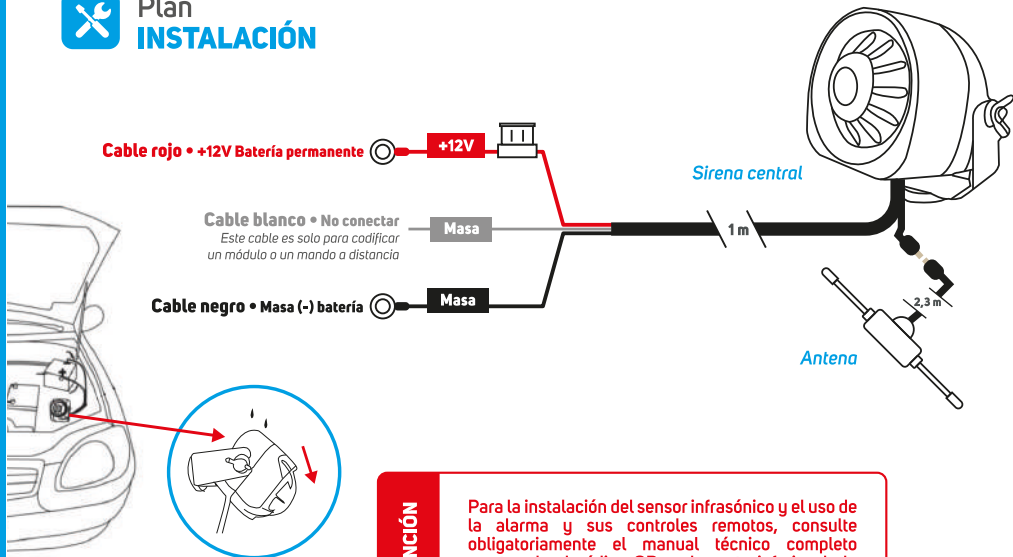 Plan
INSTALACIÓN
Cable rojo • +12V Batería permanente
+12V
Sirena central
Cable blanco • No conectar
Este cable es solo para codificar
un módulo o un mando a distancia
Masa
1 m
Cable negro • Masa (-) batería
Masa
2,3 m
Antena
Para la instalación del sensor infrasónico y el uso de
la alarma y sus controles remotos, consulte
obligatoriamente el manual técnico completo